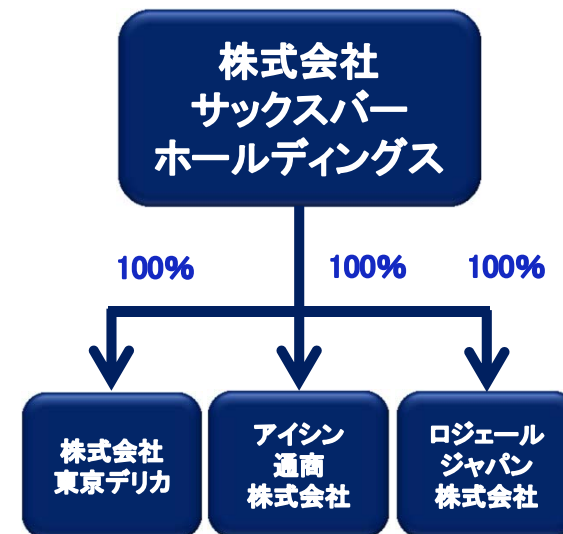 株式会社
サックスバー
ホールディングス
100%
100%
100%
株式会社
東京デリカ
アイシン
通商
株式会社
ロジェール
ジャパン
株式会社